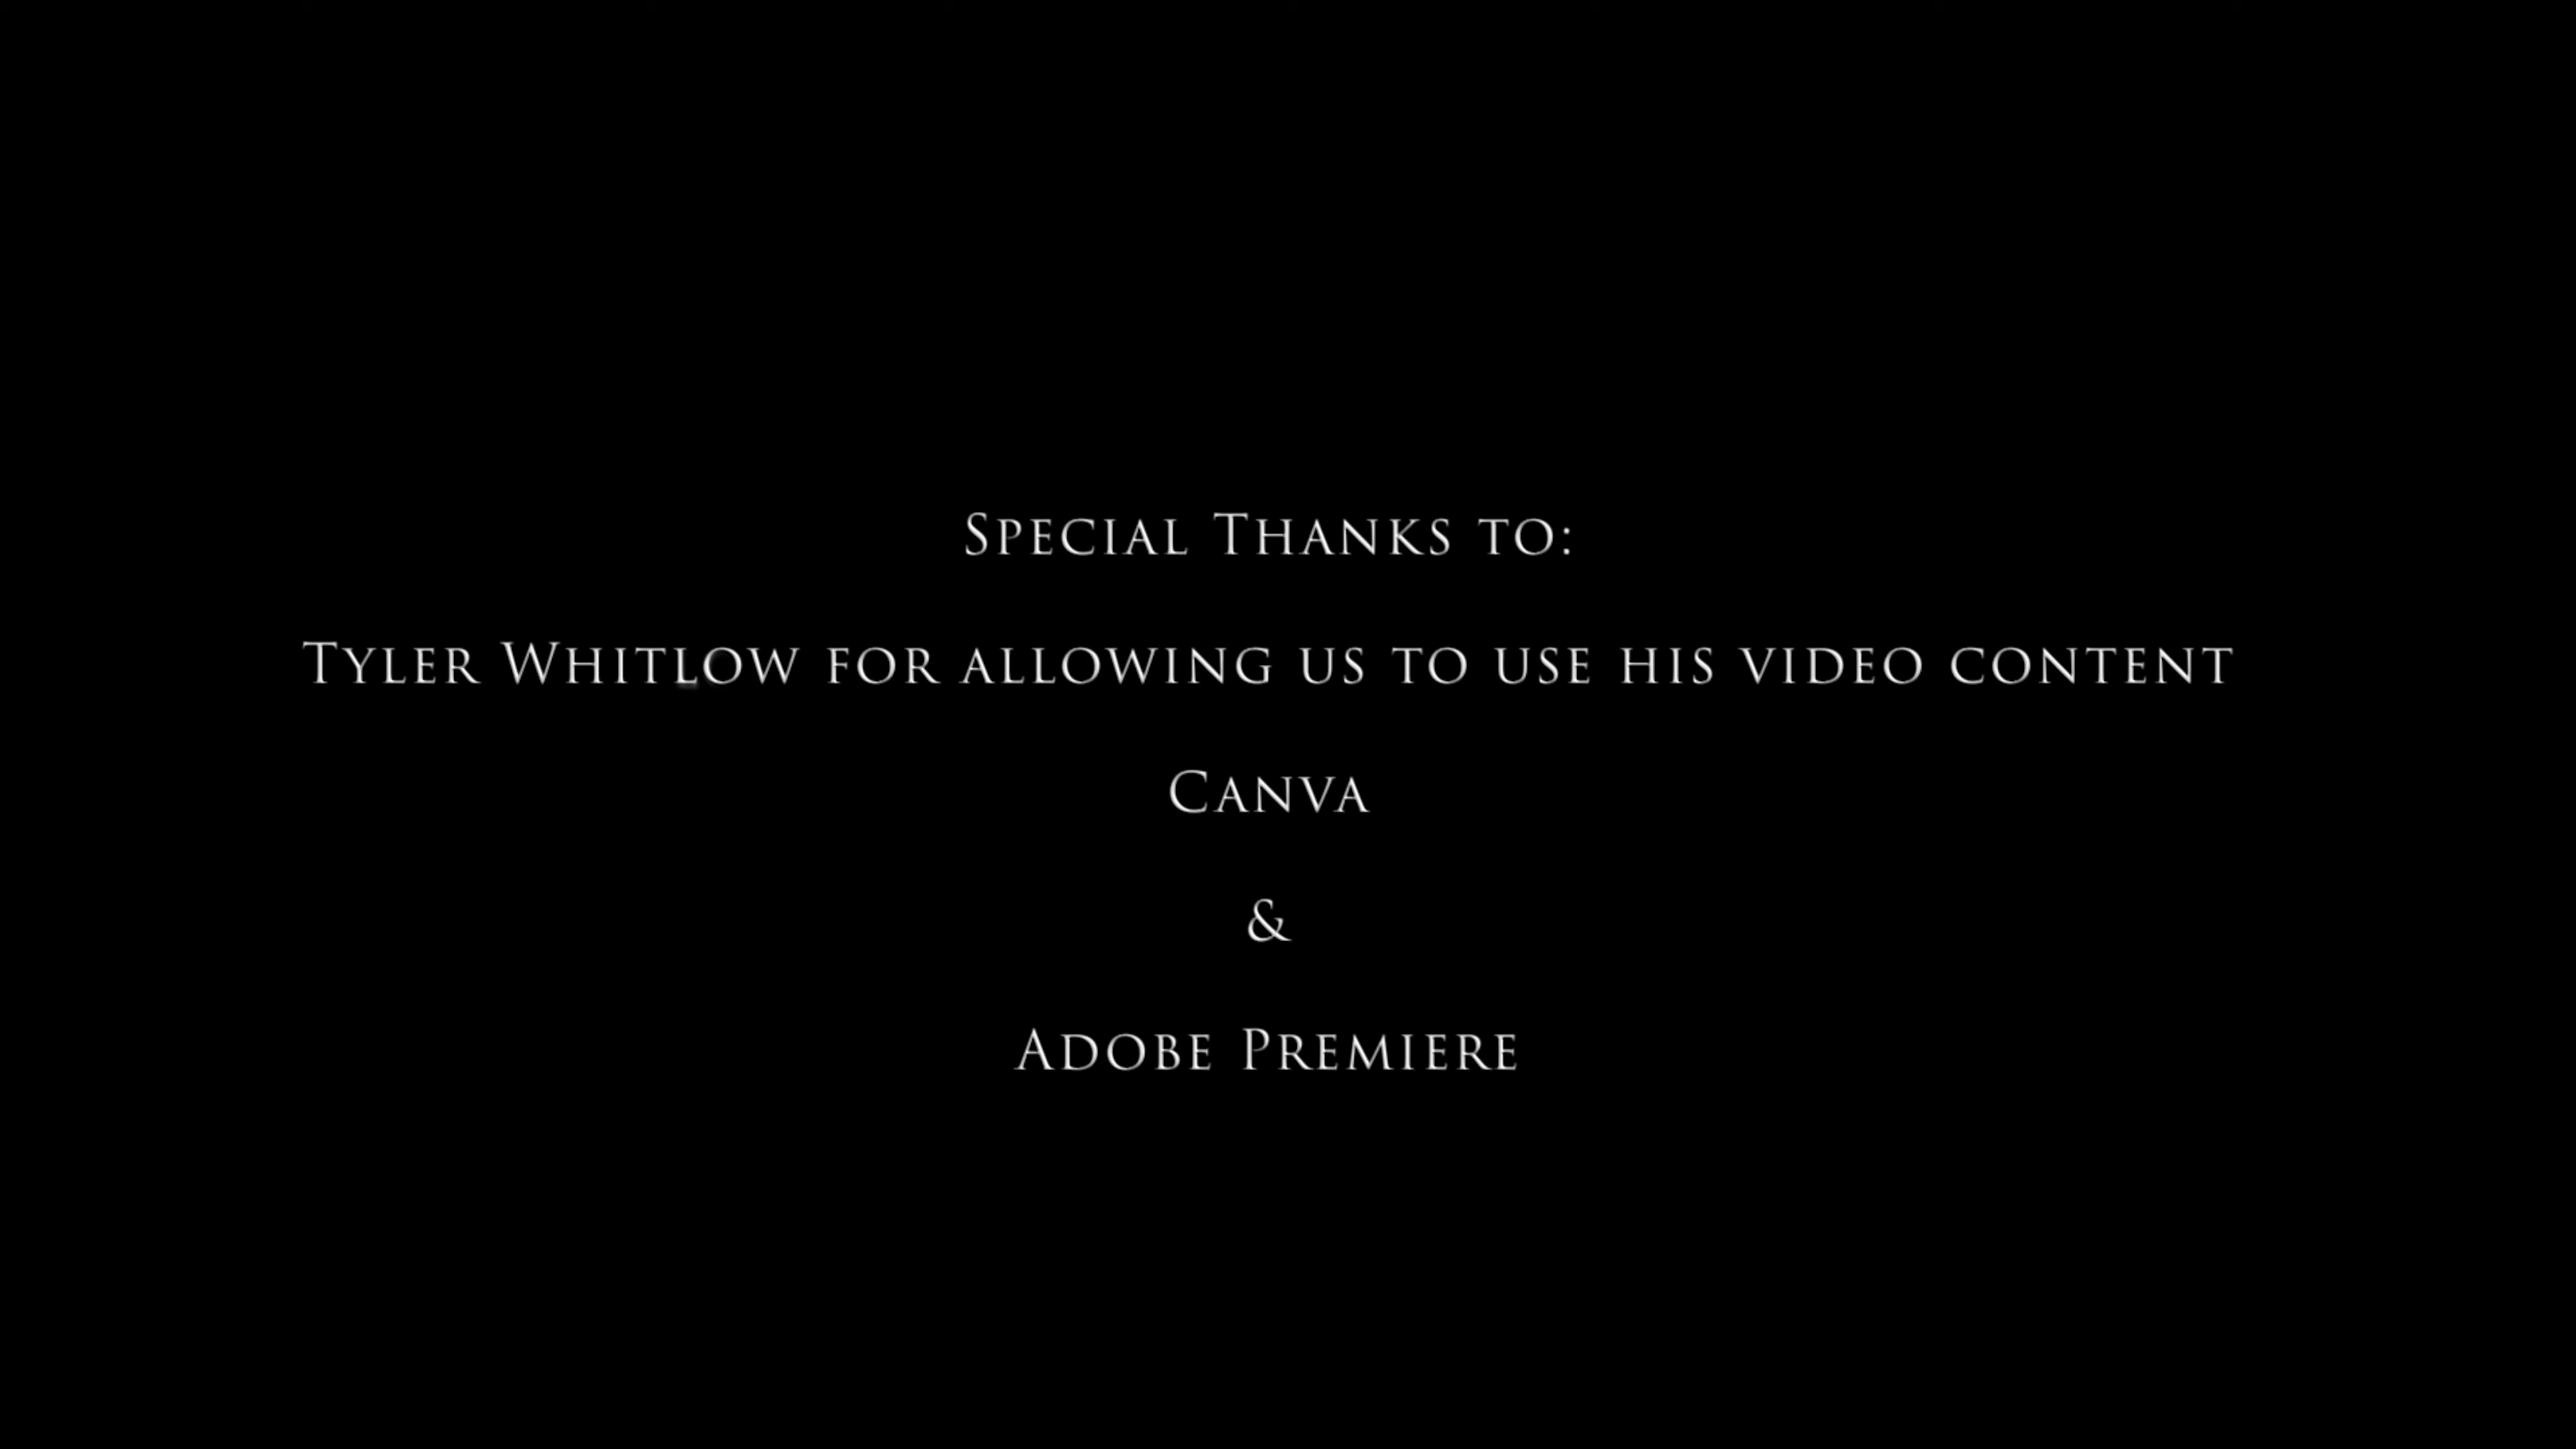 Special Thanks to:
Tyler Whitlow for allowing us to use his video content
Canva
&
Adobe Premiere